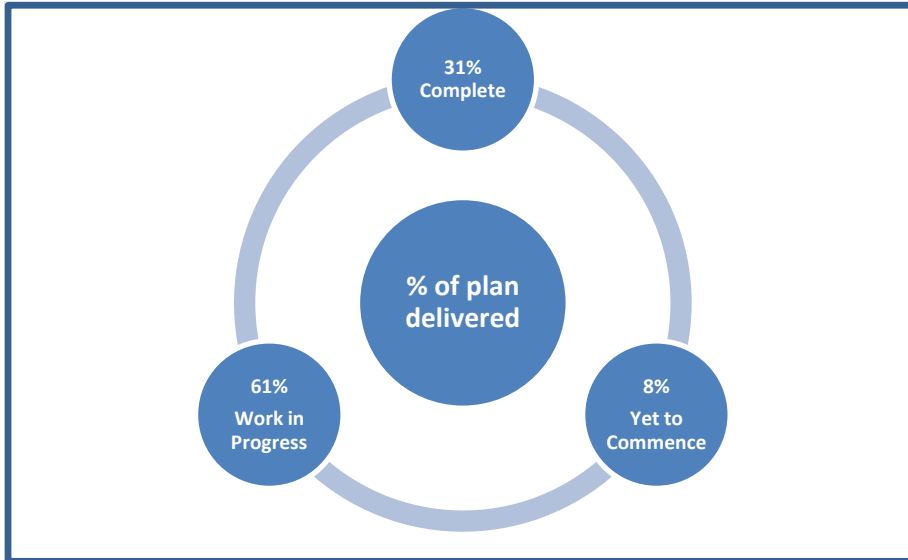 31%
Complete
% of plan
delivered
61%
Work in
Progress
8%
Yet to
Commence